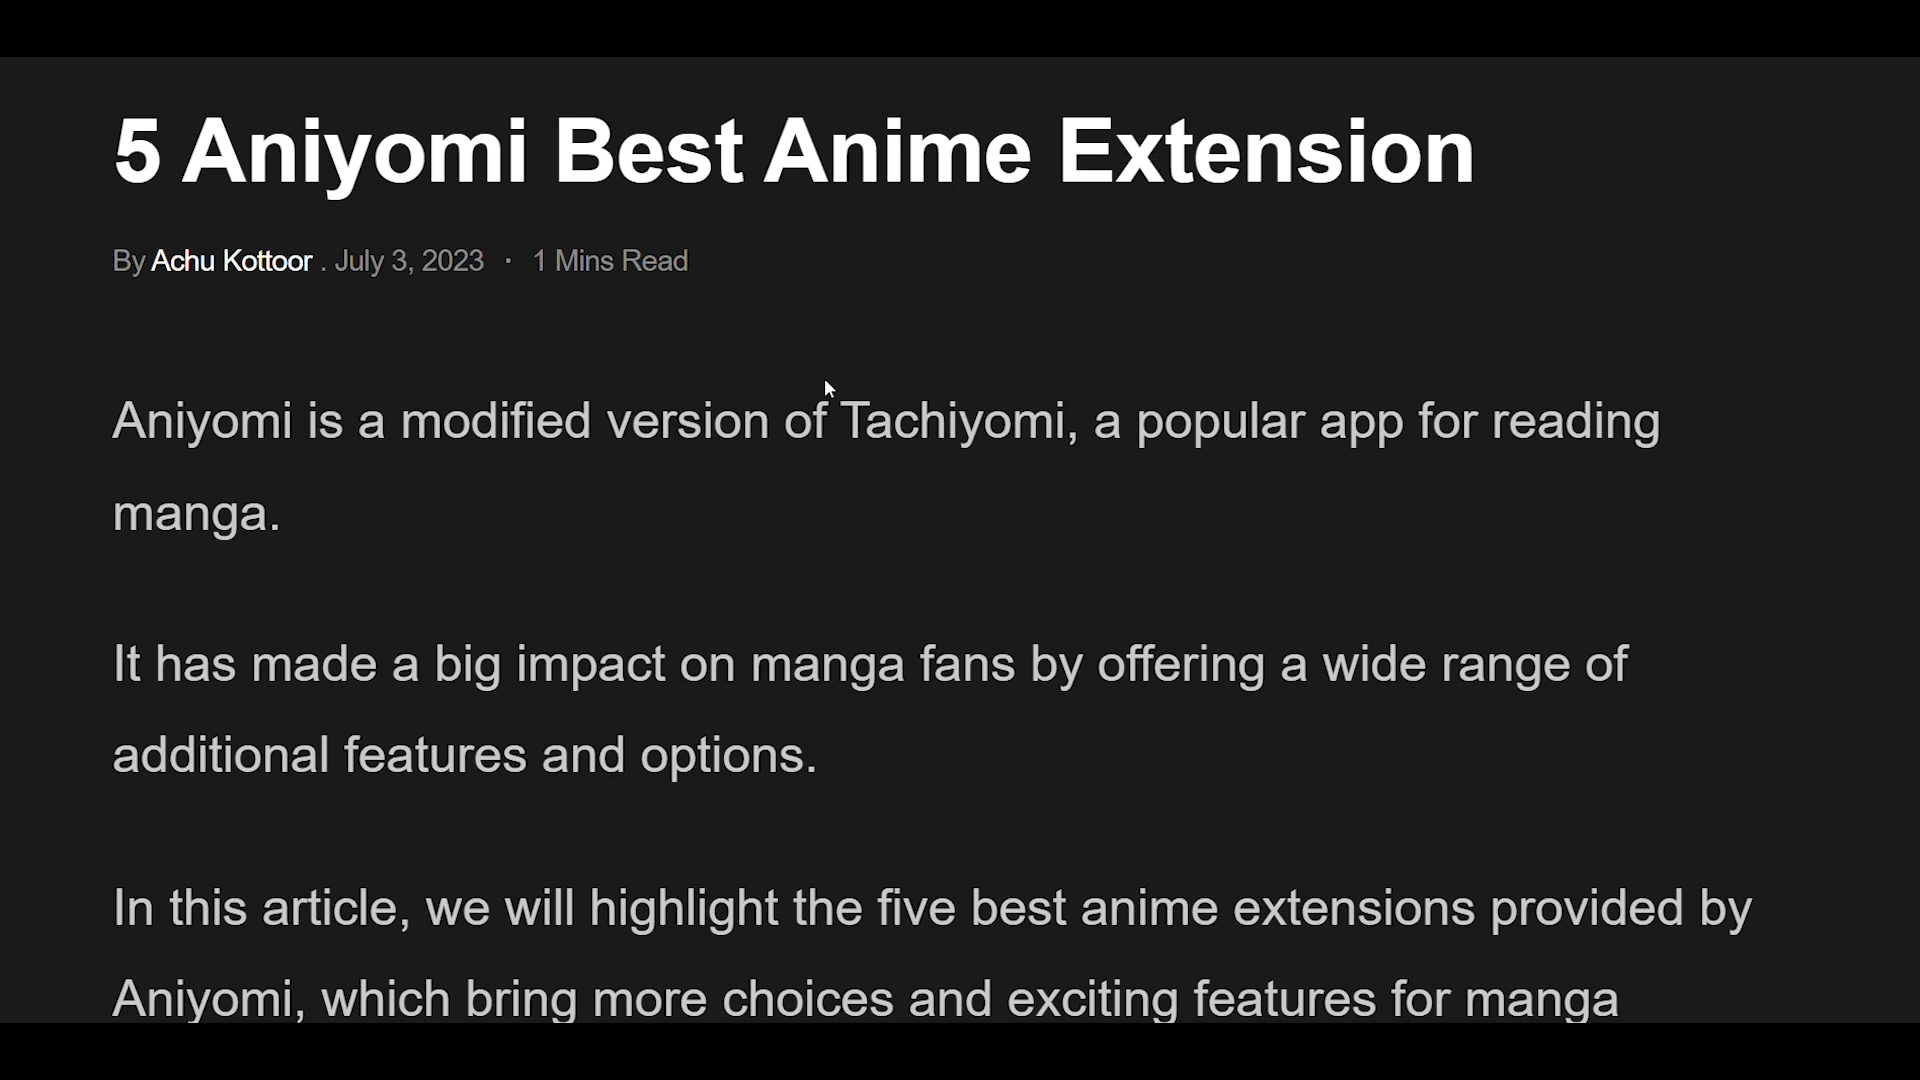 5 Aniyomi Best Anime Extension
By Achu Kottoor . July 3, 2023 · 1 Mins Read
Aniyomi is a modified version of Tachiyomi, a popular app for reading
manga.
It has made a big impact on manga fans by offering a wide range of
additional features and options.
In this article, we will highlight the five best anime extensions provided by
Aniyomi, which bring more choices and exciting features for manga